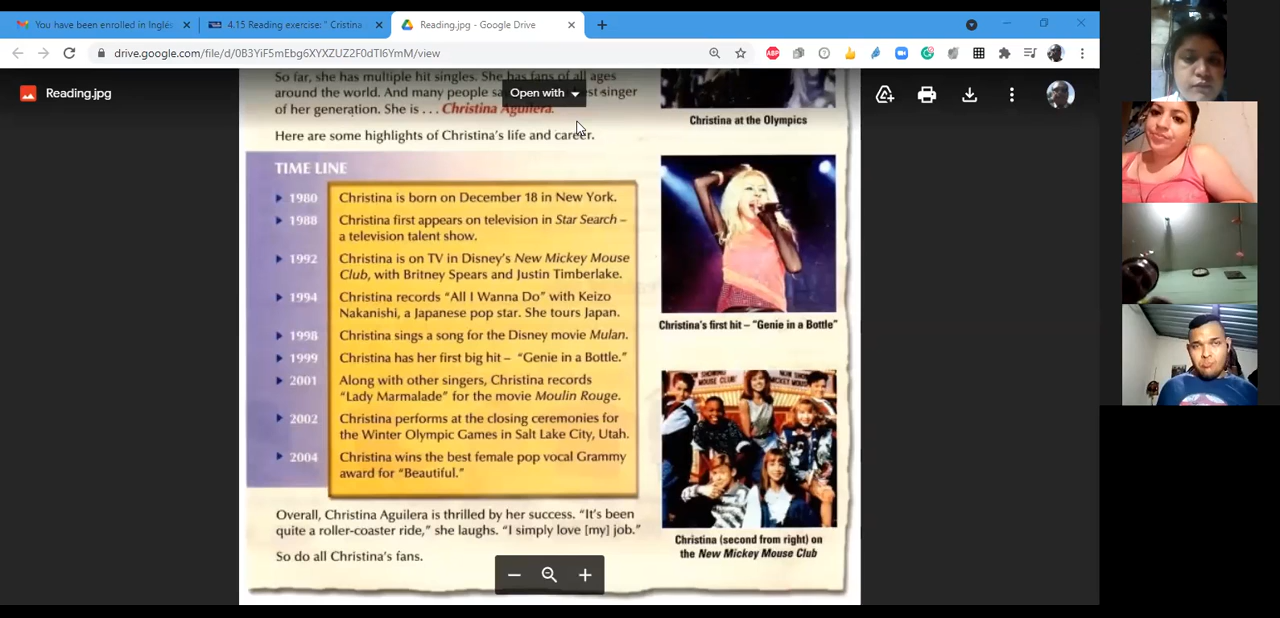 You have been enrolled in Inglés
4.15 Reading exercise: " Cristina
Reading.jpg - Google Drive
drive.google.com/file/d/0B3YiF5mEbg6XYXZUZ2F0dTI6YmM/view
ABP
Reading.jpg
Open with
So far, she has multiple hit singles. She has fans of all ages
around the world. And many people sa
est singer
of her generation. She is . . . Christina Aguilera.
Here are some highlights of Christina's life and career.
Christina at the Olympics
TIME LINE
1980 Christina is born on December 18 in New York.
1988 Christina first appears on television in Star Search –
a television talent show.
1992 Christina is on TV in Disney's New Mickey Mouse
Club, with Britney Spears and Justin Timberlake.
1994 Christina records "All I Wanna Do" with Keizo
Nakanishi, a Japanese pop star. She tours Japan.
1998 Christina sings a song for the Disney movie Mulan.
1999 Christina has her first big hit – "Genie in a Bottle."
2001 Along with other singers, Christina records
"Lady Marmalade" for the movie Moulin Rouge.
2002 Christina performs at the closing ceremonies for
the Winter Olympic Games in Salt Lake City, Utah.
2004 Christina wins the best female pop vocal Grammy
award for "Beautiful."
Christina's first hit – "Genie in a Bottle"
Christina (second from right) on
the New Mickey Mouse Club
Overall, Christina Aguilera is thrilled by her success. "It's been
quite a roller-coaster ride," she laughs. "I simply love [my] job."
So do all Christina's fans.